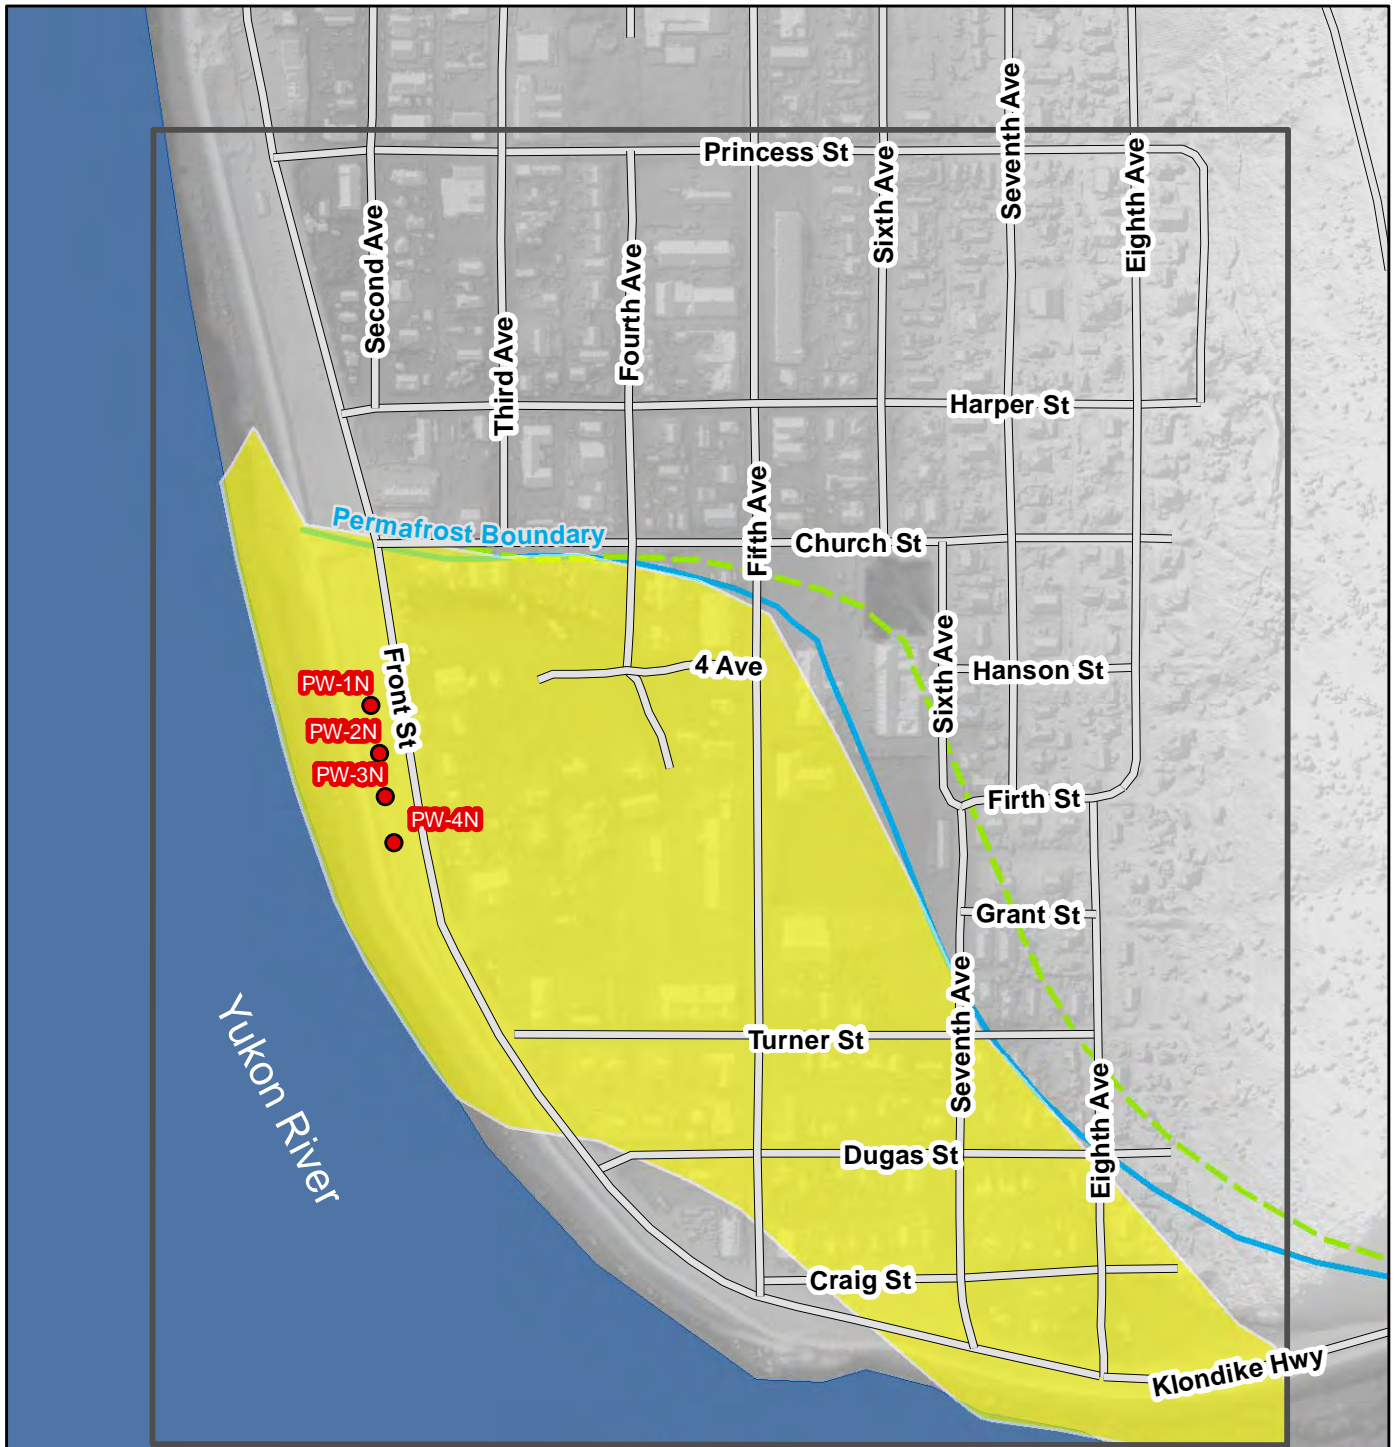 Princess St
Seventh Ave
Sixth Ave
Eighth Ave
Second Ave
Fourth Ave
Third Ave
Harper St
Permafrost Boundary
Fifth Ave
Church St
Front St
4 Ave
Sixth Ave
Hanson St
PW-1N
PW-2N
PW-3N
PW-4N
Firth St
Grant St
Yukon River
Turner St
Seventh Ave
Dugas St
Eighth Ave
Craig St
Klondike Hwy